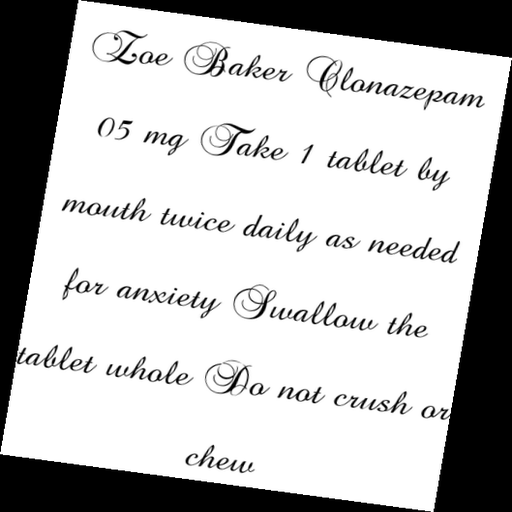 Zoe Baker Clonazepam
05 mg Take 1 tablet by
mouth twice daily as needed
for anxiety Swallow the
tablet whole Do not crush or
chew